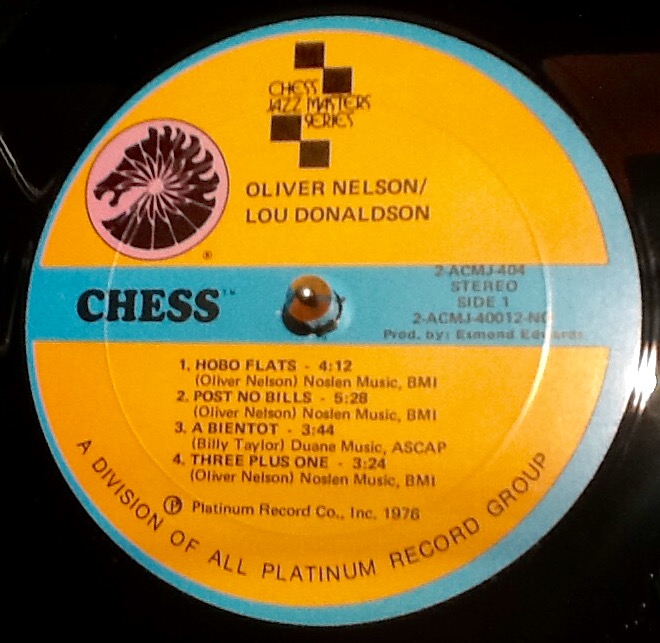 CHESS
JAZZ MASTERS
SERIES
®
OLIVER NELSON/
LOU DONALDSON
CHESS™
2-ACMJ-404
STEREO
SIDE 1
2-ACMJ-40012-NG
Prod. by: Esmond Edwards
1. HOBO FLATS - 4:12
(Oliver Nelson) Noslen Music, BMI
2. POST NO BILLS - 5:28
(Oliver Nelson) Noslen Music, BMI
3. A BIENTOT - 3:44
(Billy Taylor) Duane Music, ASCAP
4. THREE PLUS ONE - 3:24
(Oliver Nelson) Noslen Music, BMI
℗ Platinum Record Co., Inc. 1976
A DIVISION OF ALL PLATINUM RECORD GROUP